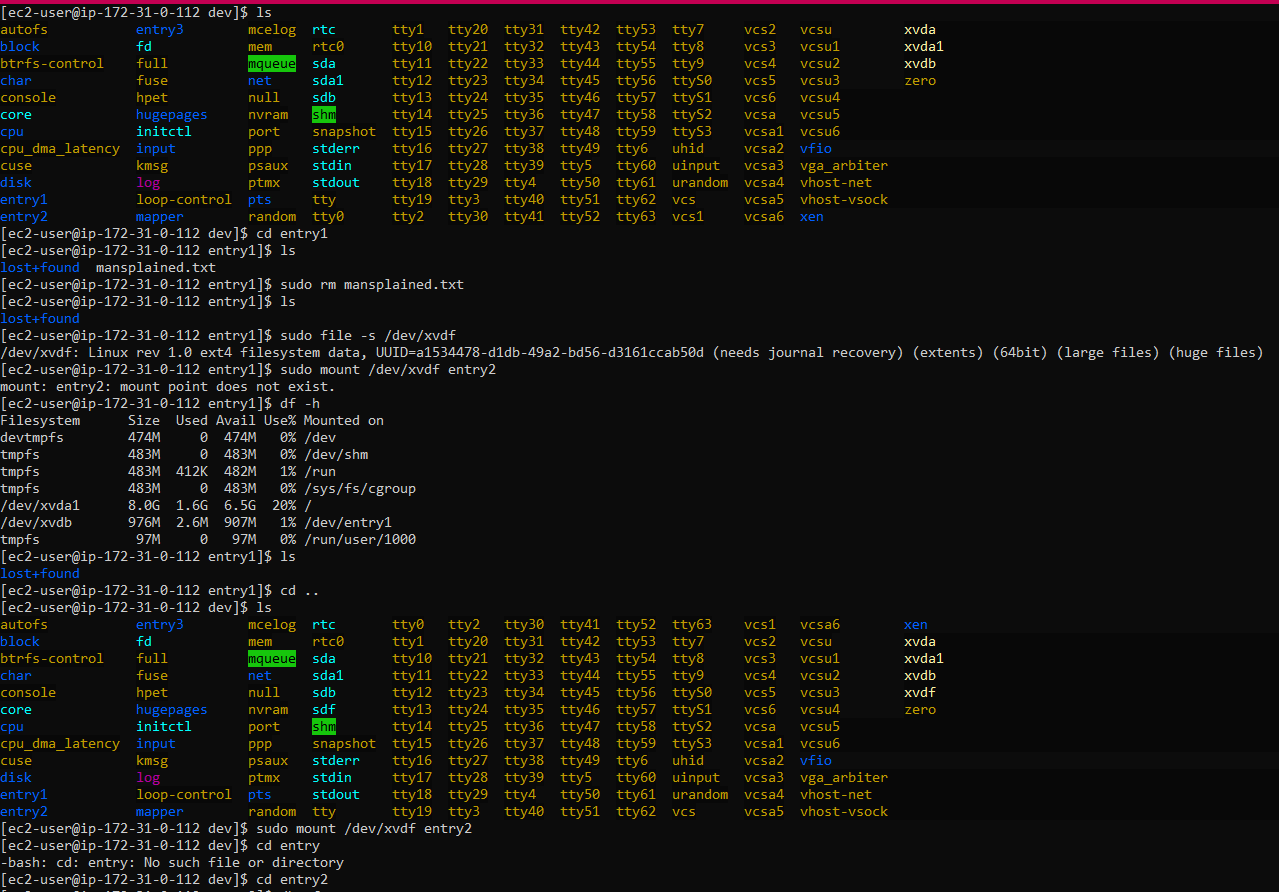 [ec2-user@ip-172-31-0-112 dev]$ ls
autofs entry3 mcelog rtc tty1 tty20 tty31 tty42 tty53 tty7 vcs2 vcsu xvda
block fd mem rtc0 tty10 tty21 tty32 tty43 tty54 tty8 vcs3 vcsu1 xvda1
btrfs-control full mqueue sda tty11 tty22 tty33 tty44 tty55 tty9 vcs4 vcsu2 xvdb
char fuse net sda1 tty12 tty23 tty34 tty45 tty56 ttyS0 vcs5 vcsu3 zero
console hpet null sdb tty13 tty24 tty35 tty46 tty57 ttyS1 vcs6 vcsu4
core hugepages nvram shm tty14 tty25 tty36 tty47 tty58 ttyS2 vcsa vcsu5
cpu initctl port snapshot tty15 tty26 tty37 tty48 tty59 ttyS3 vcsa1 vcsu6
cpu_dma_latency input ppp stderr tty16 tty27 tty38 tty49 tty6 uhid vcsa2 vfio
cuse kmsg psaux stdin tty17 tty28 tty39 tty5 tty60 uinput vcsa3 vga_arbiter
disk log ptmx stdout tty18 tty29 tty4 tty50 tty61 urandom vcsa4 vhost-net
entry1 loop-control pts tty tty19 tty3 tty40 tty51 tty62 vcs vcsa5 vhost-vsock
entry2 mapper random tty0 tty2 tty30 tty41 tty52 tty63 vcs1 vcsa6 xen
[ec2-user@ip-172-31-0-112 dev]$ cd entry1
[ec2-user@ip-172-31-0-112 entry1]$ ls
lost+found mansplained.txt
[ec2-user@ip-172-31-0-112 entry1]$ sudo rm mansplained.txt
[ec2-user@ip-172-31-0-112 entry1]$ ls
lost+found
[ec2-user@ip-172-31-0-112 entry1]$ sudo file -s /dev/xvdf
/dev/xvdf: Linux rev 1.0 ext4 filesystem data, UUID=a1534478-d1db-49a2-bd56-d3161ccab50d (needs journal recovery) (extents) (64bit) (large files) (huge files)
[ec2-user@ip-172-31-0-112 entry1]$ sudo mount /dev/xvdf entry2
mount: entry2: mount point does not exist.
[ec2-user@ip-172-31-0-112 entry1]$ df -h
Filesystem Size Used Avail Use% Mounted on
devtmpfs 474M 0 474M 0% /dev
tmpfs 483M 0 483M 0% /dev/shm
tmpfs 483M 412K 482M 1% /run
tmpfs 483M 0 483M 0% /sys/fs/cgroup
/dev/xvda1 8.0G 1.6G 6.5G 20% /
/dev/xvdb 976M 2.6M 907M 1% /dev/entry1
tmpfs 97M 0 97M 0% /run/user/1000
[ec2-user@ip-172-31-0-112 entry1]$ ls
lost+found
[ec2-user@ip-172-31-0-112 entry1]$ cd ..
[ec2-user@ip-172-31-0-112 dev]$ ls
autofs entry3 mcelog rtc tty0 tty2 tty30 tty41 tty52 tty63 vcs1 vcsa6 xen
block fd mem rtc0 tty1 tty20 tty31 tty42 tty53 tty7 vcs2 vcsu xvda
btrfs-control full mqueue sda tty10 tty21 tty32 tty43 tty54 tty8 vcs3 vcsu1 xvda1
char fuse net sda1 tty11 tty22 tty33 tty44 tty55 tty9 vcs4 vcsu2 xvdb
console hpet null sdb tty12 tty23 tty34 tty45 tty56 ttyS0 vcs5 vcsu3 xvdf
core hugepages nvram sdf tty13 tty24 tty35 tty46 tty57 ttyS1 vcs6 vcsu4 zero
cpu initctl port shm tty14 tty25 tty36 tty47 tty58 ttyS2 vcsa vcsu5
cpu_dma_latency input ppp snapshot tty15 tty26 tty37 tty48 tty59 ttyS3 vcsa1 vcsu6
cuse kmsg psaux stderr tty16 tty27 tty38 tty49 tty6 uhid vcsa2 vfio
disk log ptmx stdin tty17 tty28 tty39 tty5 tty60 uinput vcsa3 vga_arbiter
entry1 loop-control pts stdout tty18 tty29 tty4 tty50 tty61 urandom vcsa4 vhost-net
entry2 mapper random tty tty19 tty3 tty40 tty51 tty62 vcs vcsa5 vhost-vsock
[ec2-user@ip-172-31-0-112 dev]$ sudo mount /dev/xvdf entry2
[ec2-user@ip-172-31-0-112 dev]$ cd entry
-bash: cd: entry: No such file or directory
[ec2-user@ip-172-31-0-112 dev]$ cd entry2